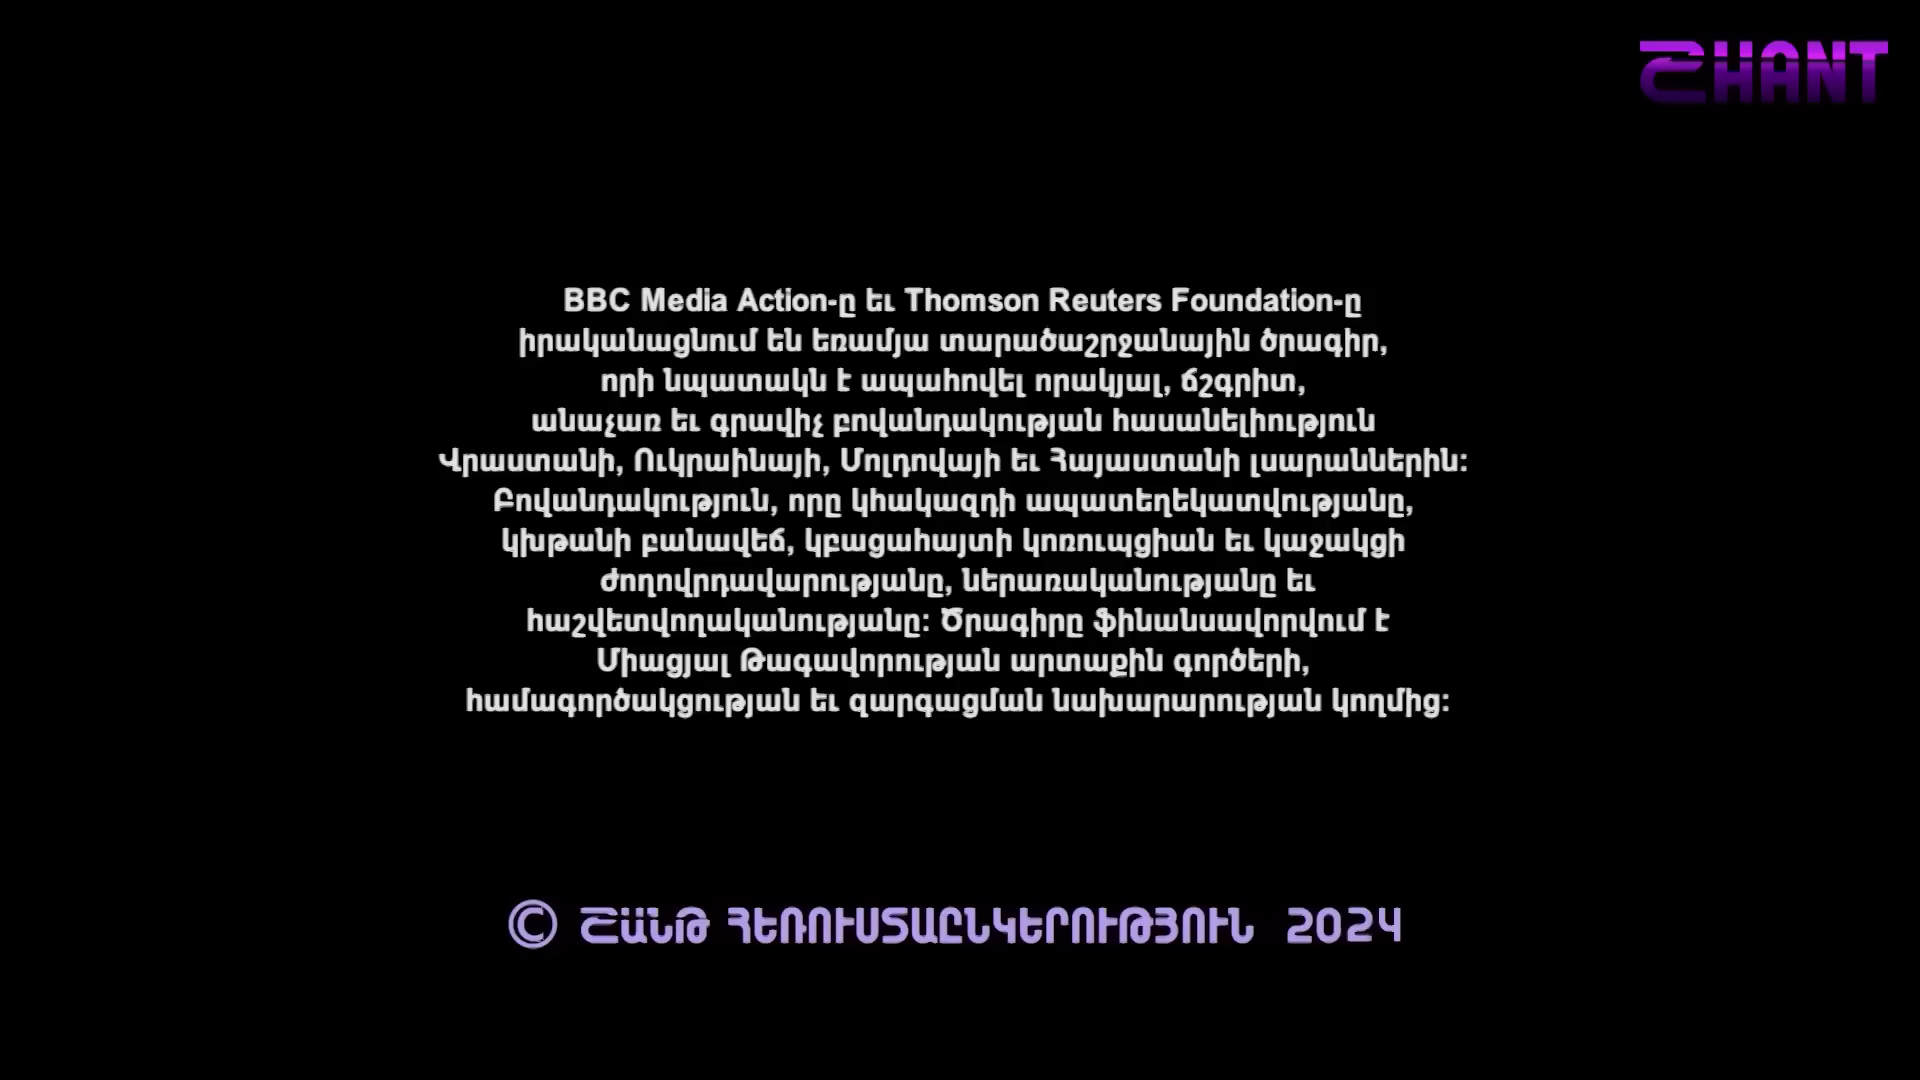 SHANT
BBC Media Action-ը եւ Thomson Reuters Foundation-ը
իրականացնում են եռամյա տարածաշրջանային ծրագիր,
որի նպատակն է ապահովել որակյալ, ճշգրիտ,
անաչառ եւ գրավիչ բովանդակության հասանելիություն
Վրաստանի, Ուկրաինայի, Մոլդովայի եւ Հայաստանի լսարաններին:
Բովանդակություն, որը կհակազդի ապատեղեկատվությանը,
կխթանի բանավեճ, կբացահայտի կոռուպցիան եւ կաջակցի
ժողովրդավարությանը, ներառականությանը եւ
հաշվետվողականությանը: Ծրագիրը ֆինանսավորվում է
Միացյալ Թագավորության արտաքին գործերի,
համագործակցության եւ զարգացման նախարարության կողմից:
© ՇԱՆԹ ՀԵՌՈՒՍՏԱԸՆԿԵՐՈՒԹՅՈՒՆ 2024